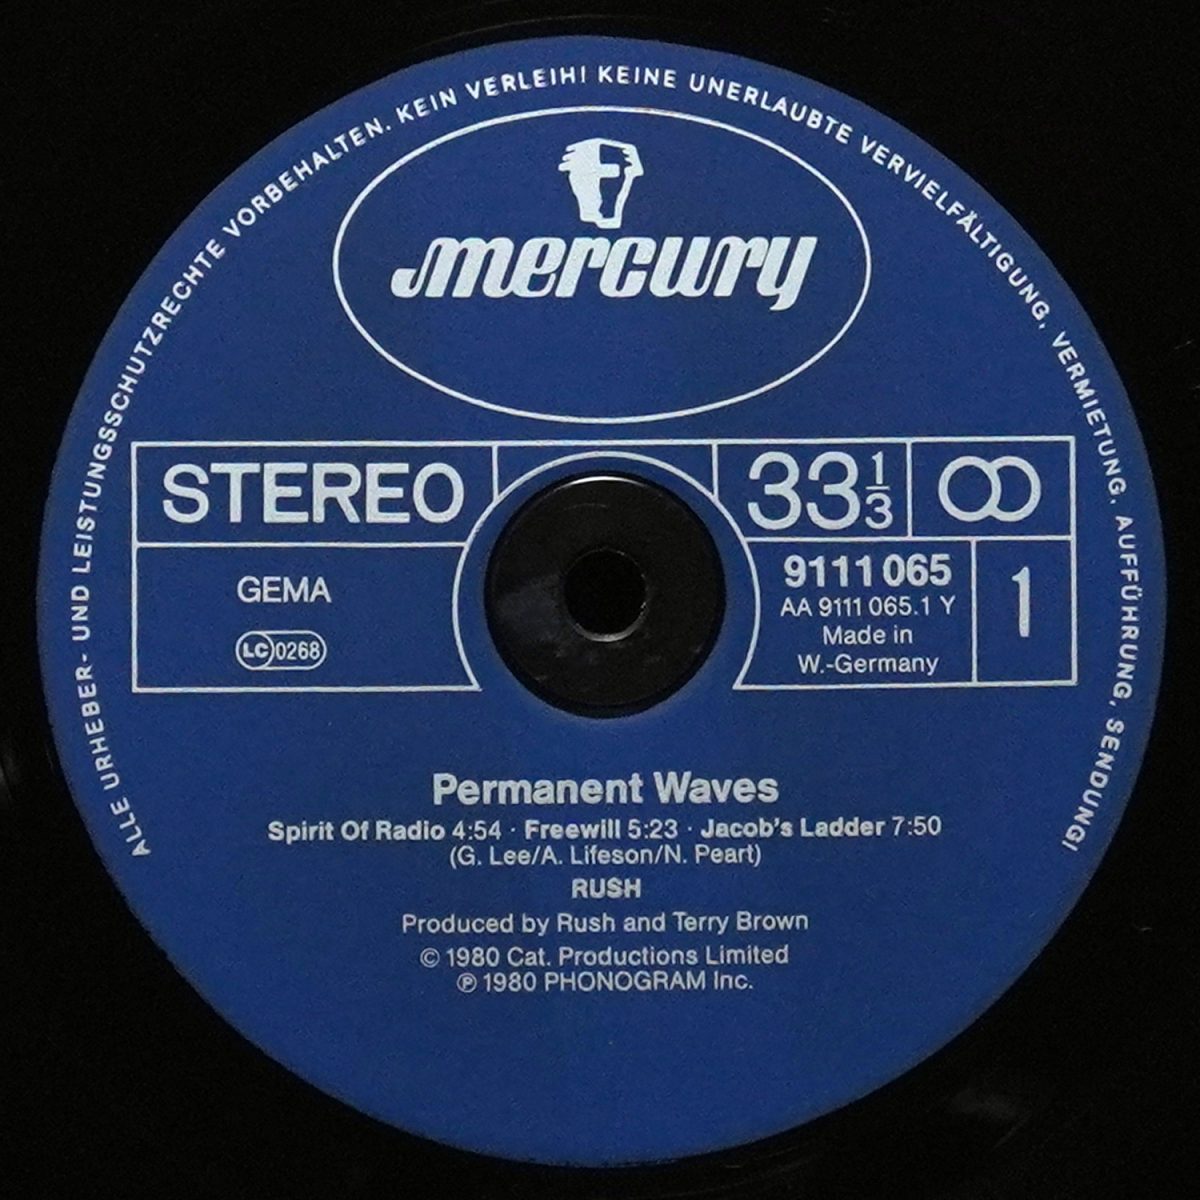 ALLE URHEBER- UND LEISTUNGSSCHUTZRECHTE VORBEHALTEN. KEIN VERLEIH! KEINE UNERLAUBTE VERVIELFÄLTIGUNG, VERMIETUNG, AUFFÜHRUNG, SENDUNG!
mercury
STEREO
33 1/3
GEMA
LC 0268
9111 065
AA 9111 065.1 Y
Made in
W.-Germany
1
Permanent Waves
Spirit Of Radio 4:54 · Freewill 5:23 · Jacob's Ladder 7:50
(G. Lee/A. Lifeson/N. Peart)
RUSH
Produced by Rush and Terry Brown
© 1980 Cat. Productions Limited
℗ 1980 PHONOGRAM Inc.